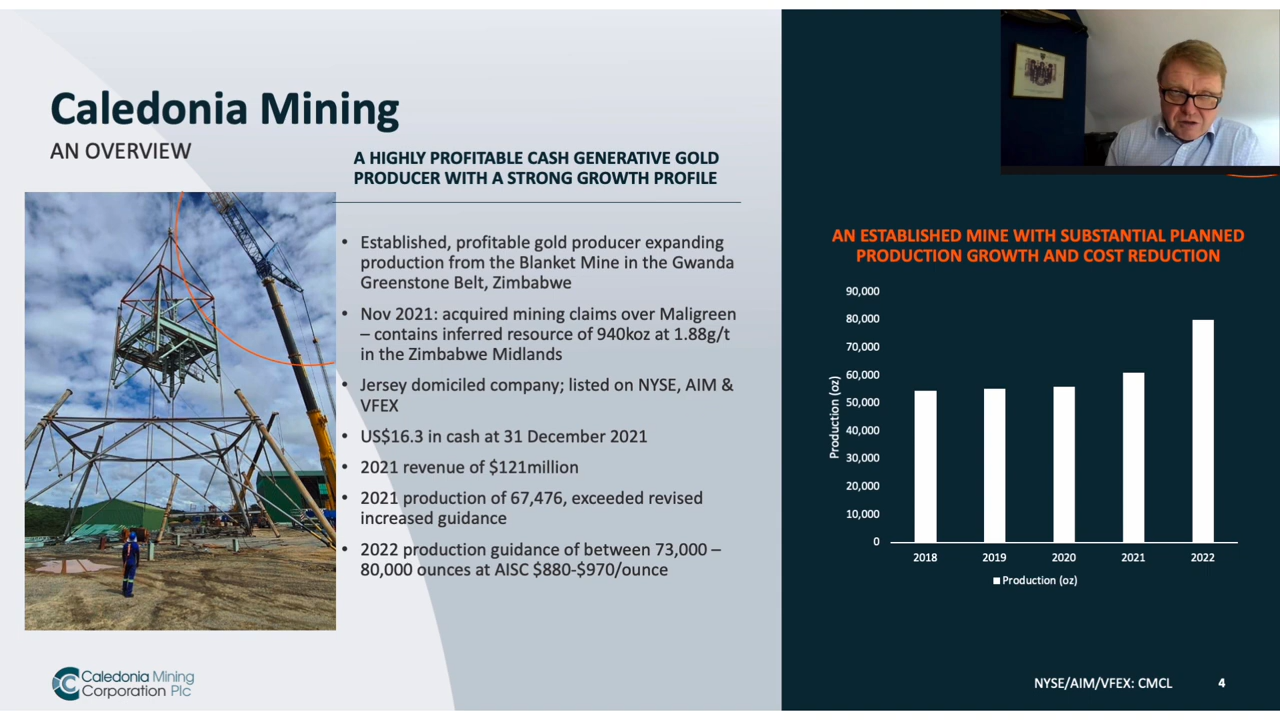 Caledonia Mining
AN OVERVIEW
A HIGHLY PROFITABLE CASH GENERATIVE GOLD
PRODUCER WITH A STRONG GROWTH PROFILE
• Established, profitable gold producer expanding
production from the Blanket Mine in the Gwanda
Greenstone Belt, Zimbabwe
• Nov 2021: acquired mining claims over Maligreen
– contains inferred resource of 940koz at 1.88g/t
in the Zimbabwe Midlands
• Jersey domiciled company; listed on NYSE, AIM &
VFEX
• US$16.3 in cash at 31 December 2021
• 2021 revenue of $121million
• 2021 production of 67,476, exceeded revised
increased guidance
• 2022 production guidance of between 73,000 –
80,000 ounces at AISC $880-$970/ounce
AN ESTABLISHED MINE WITH SUBSTANTIAL PLANNED
PRODUCTION GROWTH AND COST REDUCTION
Production (oz)
90,000
80,000
70,000
60,000
50,000
40,000
30,000
20,000
10,000
0
2018 2019 2020 2021 2022
Production (oz)
Caledonia Mining
Corporation Plc
NYSE/AIM/VFEX: CMCL 4